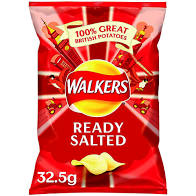 100% GREAT
BRITISH POTATOES
WALKERS
READY
SALTED
32.5g